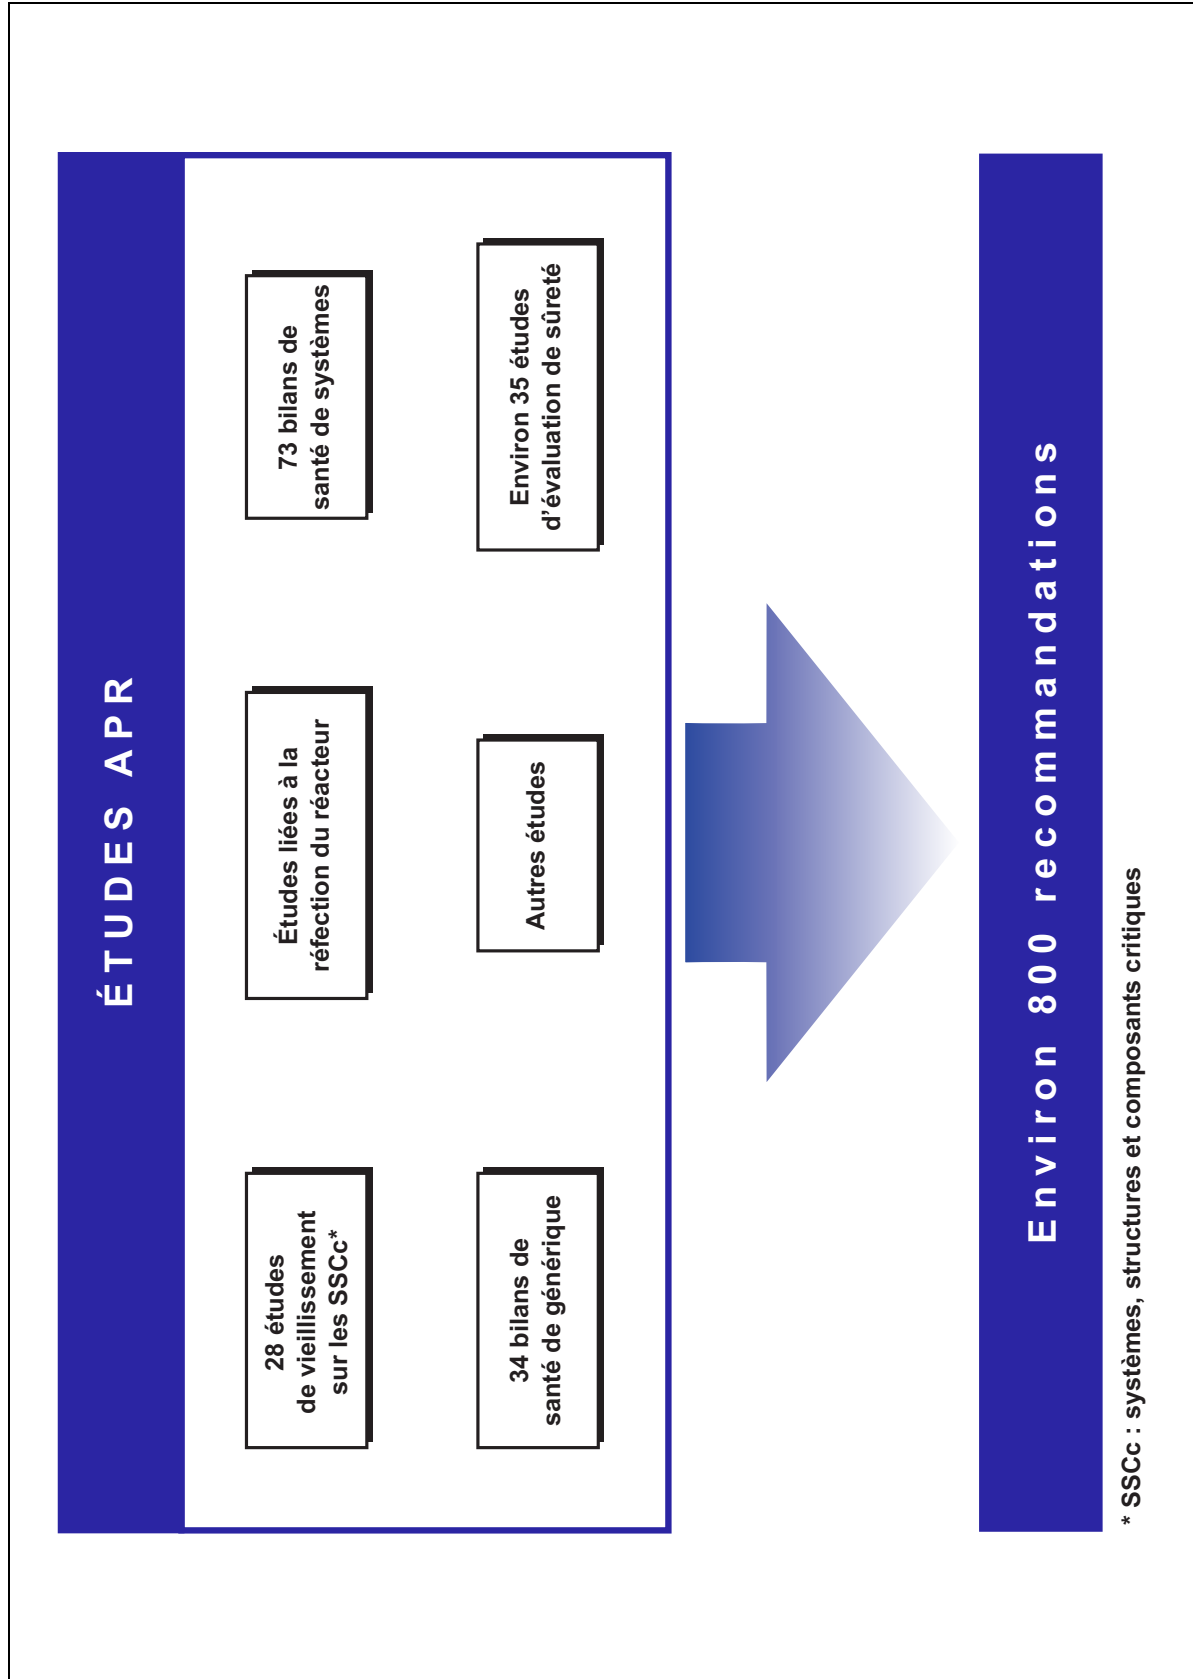 ÉTUDES APR
28 études
de vieillissement
sur les SSCc*
Études liées à la
réfection du réacteur
73 bilans de
santé de systèmes
34 bilans de
santé de générique
Autres études
Environ 35 études
d'évaluation de sûreté
Environ 800 recommandations
* SSCc : systèmes, structures et composants critiques